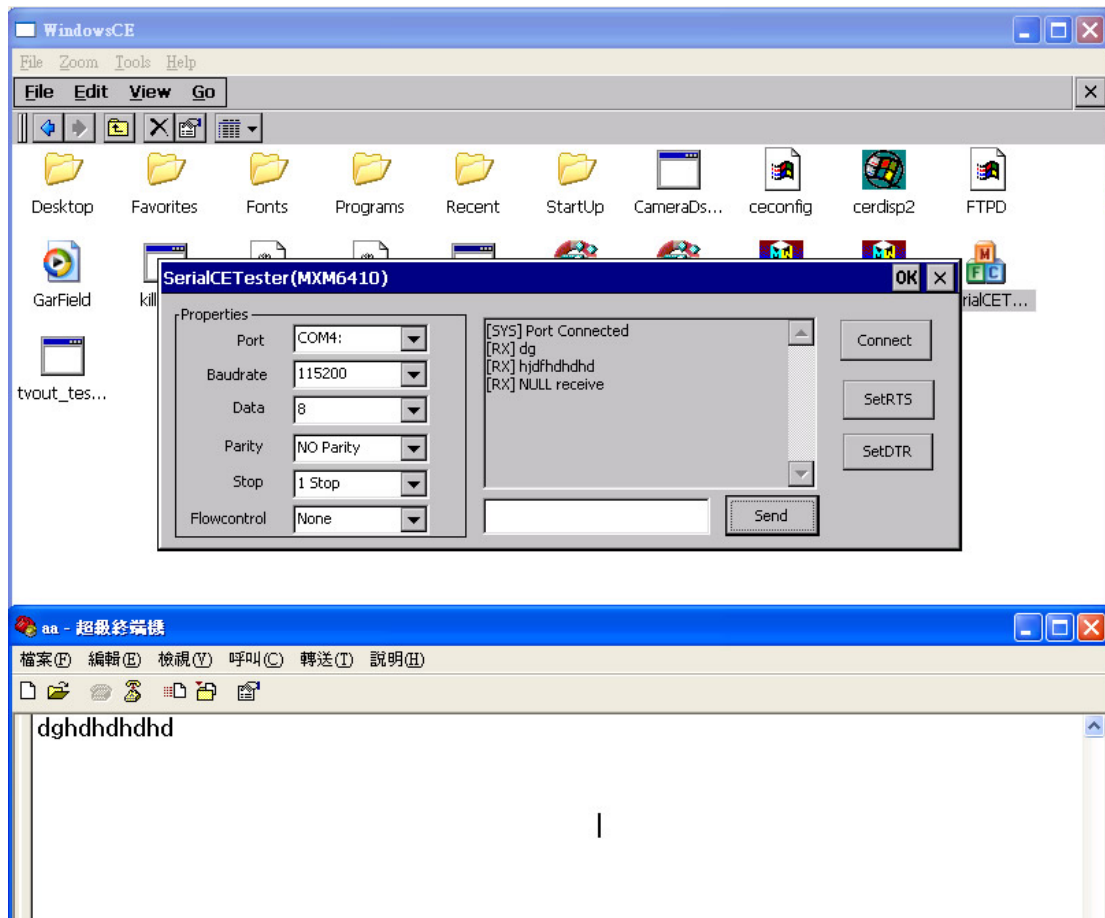 WindowsCE
File Zoom Tools Help
File Edit View Go
Desktop Favorites Fonts Programs Recent StartUp CameraDs... ceconfig cerdisp2 FTPD
GarField kill rialCET...
tvout_tes...
SerialCETester(MXM6410) OK
Properties
Port COM4:
Baudrate 115200
Data 8
Parity NO Parity
Stop 1 Stop
Flowcontrol None
[SYS] Port Connected
[RX] dg
[RX] hjdfhdhdhd
[RX] NULL receive
Send
Connect
SetRTS
SetDTR
aa - 超級終端機
檔案(F) 編輯(E) 檢視(V) 呼叫(C) 轉送(T) 說明(H)
dghdhdhdhd